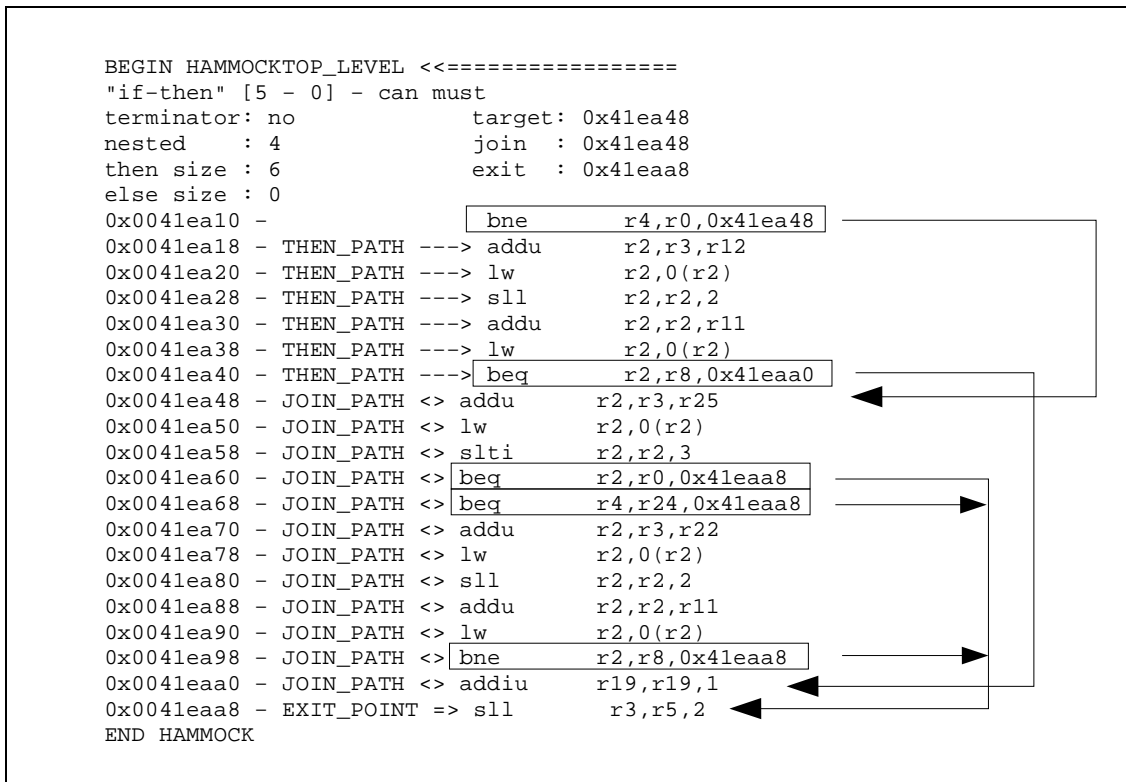 BEGIN HAMMOCKTOP_LEVEL <<=================
"if-then" [5 - 0] - can must
terminator: no target: 0x41ea48
nested : 4 join : 0x41ea48
then size : 6 exit : 0x41eaa8
else size : 0
0x0041ea10 - bne r4,r0,0x41ea48
0x0041ea18 - THEN_PATH ---> addu r2,r3,r12
0x0041ea20 - THEN_PATH ---> lw r2,0(r2)
0x0041ea28 - THEN_PATH ---> sll r2,r2,2
0x0041ea30 - THEN_PATH ---> addu r2,r2,r11
0x0041ea38 - THEN_PATH ---> lw r2,0(r2)
0x0041ea40 - THEN_PATH ---> beq r2,r8,0x41eaa0
0x0041ea48 - JOIN_PATH <> addu r2,r3,r25
0x0041ea50 - JOIN_PATH <> lw r2,0(r2)
0x0041ea58 - JOIN_PATH <> slti r2,r2,3
0x0041ea60 - JOIN_PATH <> beq r2,r0,0x41eaa8
0x0041ea68 - JOIN_PATH <> beq r4,r24,0x41eaa8
0x0041ea70 - JOIN_PATH <> addu r2,r3,r22
0x0041ea78 - JOIN_PATH <> lw r2,0(r2)
0x0041ea80 - JOIN_PATH <> sll r2,r2,2
0x0041ea88 - JOIN_PATH <> addu r2,r2,r11
0x0041ea90 - JOIN_PATH <> lw r2,0(r2)
0x0041ea98 - JOIN_PATH <> bne r2,r8,0x41eaa8
0x0041eaa0 - JOIN_PATH <> addiu r19,r19,1
0x0041eaa8 - EXIT_POINT => sll r3,r5,2
END HAMMOCK